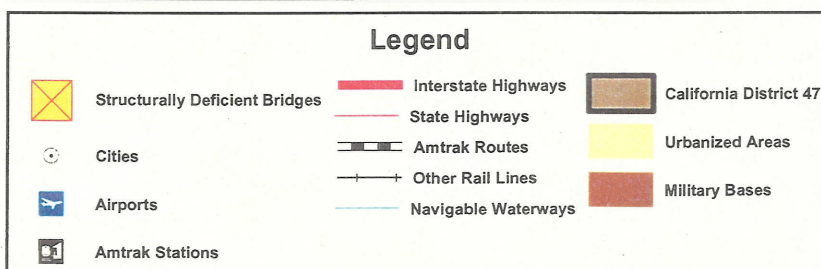 Legend
Structurally Deficient Bridges
Cities
Airports
Amtrak Stations
Interstate Highways
State Highways
Amtrak Routes
Other Rail Lines
Navigable Waterways
California District 47
Urbanized Areas
Military Bases